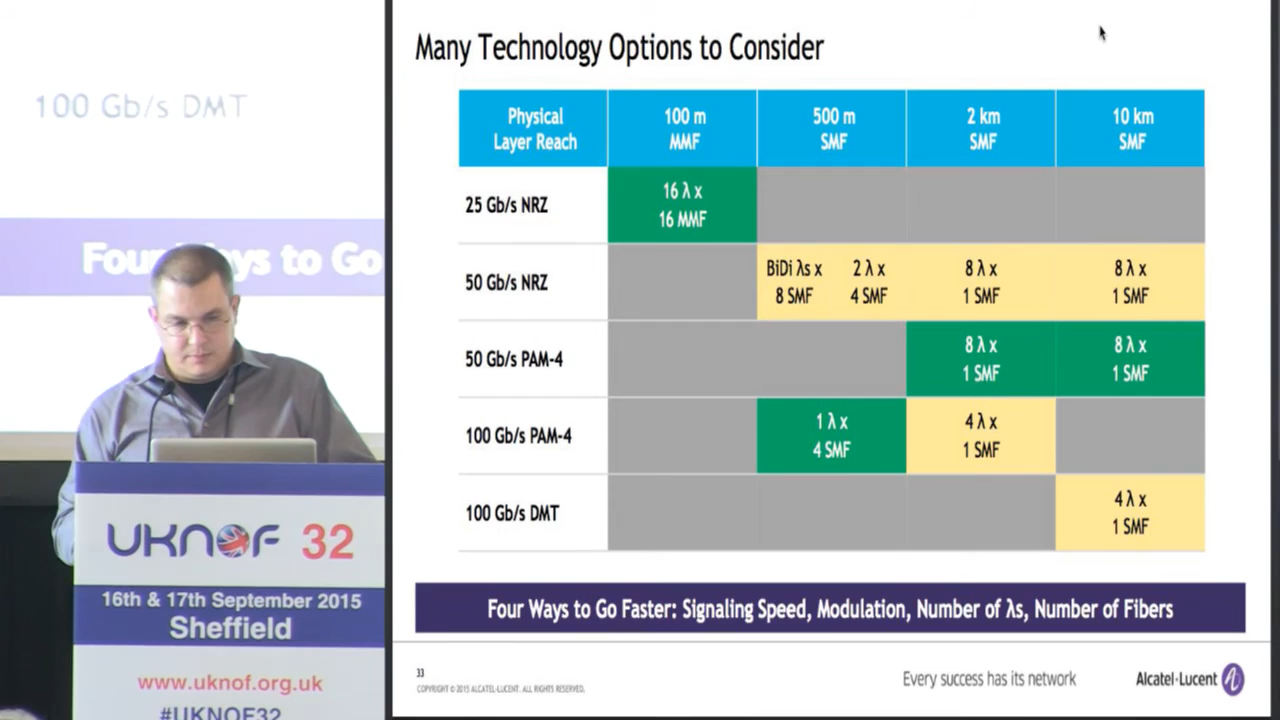 100 Gb/s DMT
Four ys to Go
UKNOF 32
16th & 17th September 2015
Sheffield
www.uknof.org.uk
#UKNOF32
Many Technology Options to Consider
Physical Layer Reach
100 m MMF
500 m SMF
2 km SMF
10 km SMF
25 Gb/s NRZ
16 λ x
16 MMF
50 Gb/s NRZ
BiDi λs x
8 SMF
2 λ x
4 SMF
8 λ x
1 SMF
8 λ x
1 SMF
50 Gb/s PAM-4
8 λ x
1 SMF
8 λ x
1 SMF
100 Gb/s PAM-4
1 λ x
4 SMF
4 λ x
1 SMF
100 Gb/s DMT
4 λ x
1 SMF
Four Ways to Go Faster: Signaling Speed, Modulation, Number of λs, Number of Fibers
33
COPYRIGHT © 2015 ALCATEL-LUCENT. ALL RIGHTS RESERVED.
Every success has its network
Alcatel·Lucent